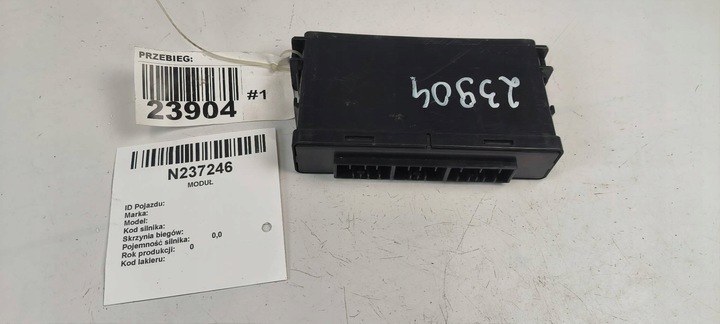 PRZEBIEG:
23904 #1
23904
N237246
MODUŁ
ID Pojazdu:
Marka:
Model:
Kod silnika:
Skrzynia biegów:
Pojemność silnika: 0,0
Rok produkcji: 0
Kod lakieru: